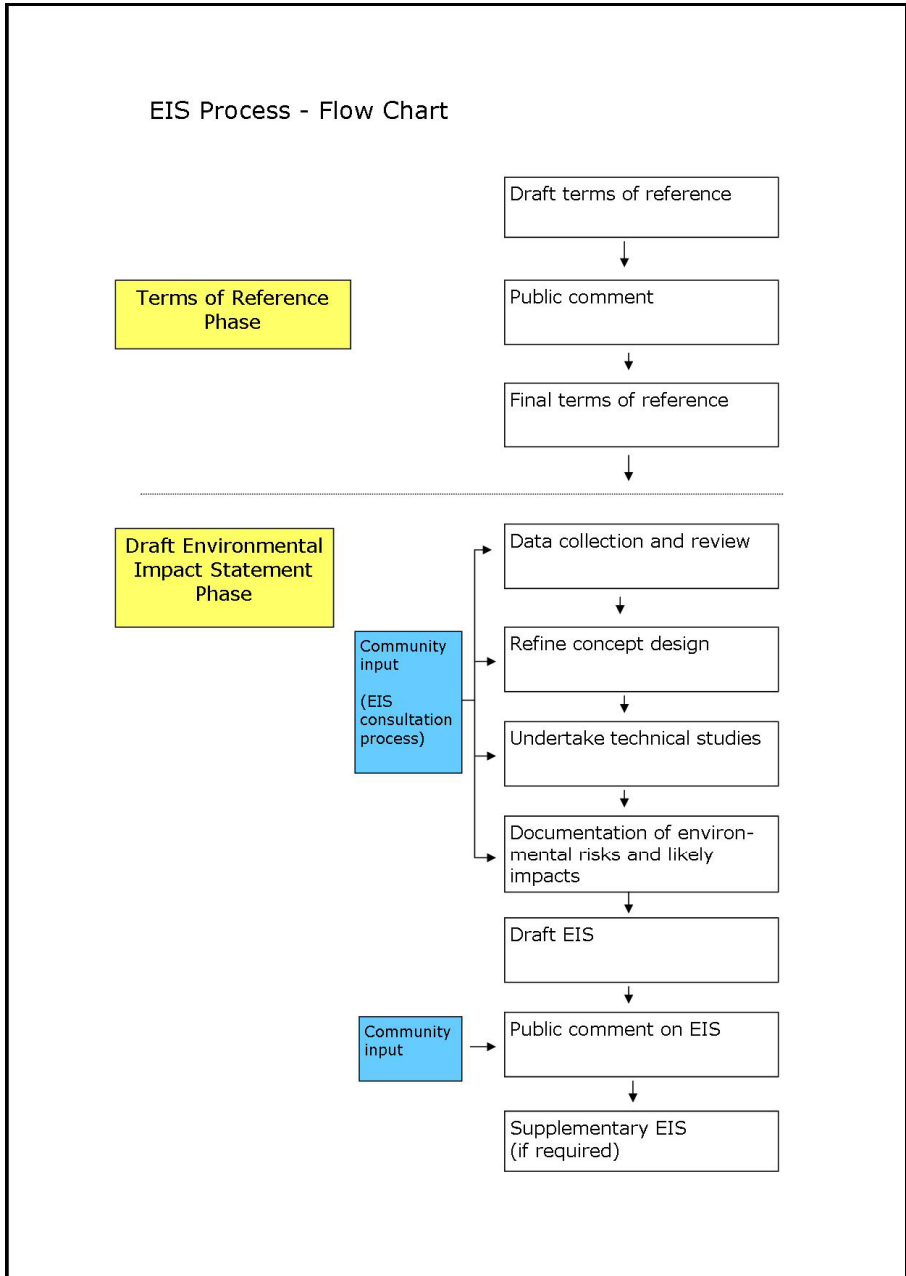 EIS Process - Flow Chart
Draft terms of reference
Terms of Reference
Phase
Public comment
Final terms of reference
Draft Environmental
Impact Statement
Phase
Data collection and review
Community
input
(EIS
consultation
process)
Refine concept design
Undertake technical studies
Documentation of environ-
mental risks and likely
impacts
Draft EIS
Community
input
Public comment on EIS
Supplementary EIS
(if required)